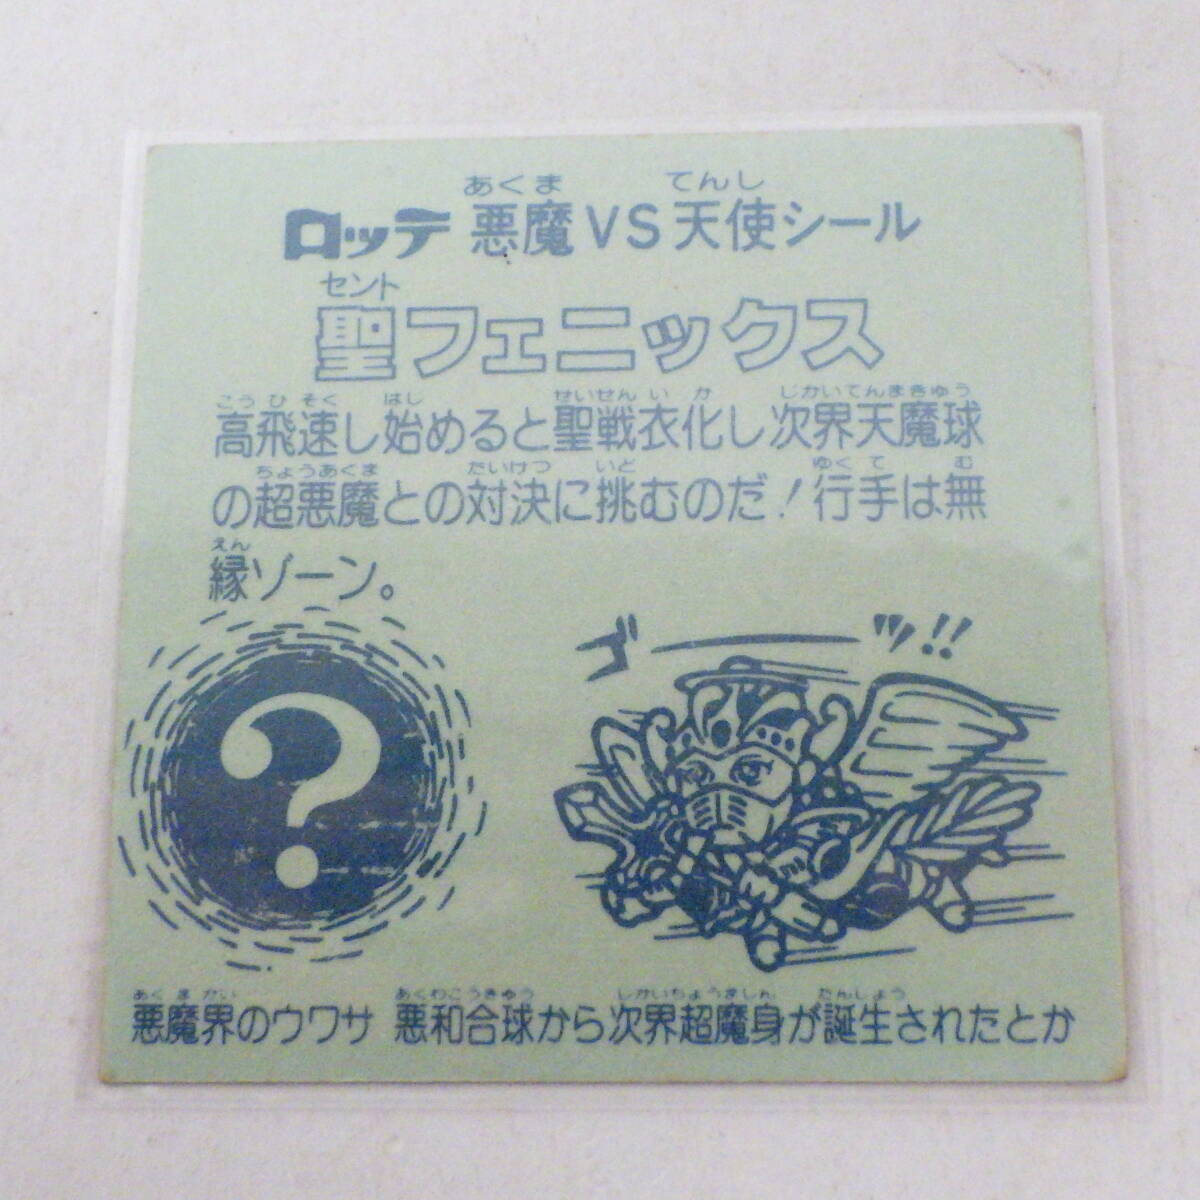 あくま てんし
ロッテ 悪魔VS天使シール
セント
聖フェニックス
こうひそく はし せいせんいか じかいてんまきゅう
高飛速し始めると聖戦衣化し次界天魔球
ちょうあくま たいけつ いど ゆくて む
の超悪魔との対決に挑むのだ!行手は無
えん
縁ゾーン。
ゴーーッ!!
?
あくまかい あくわごうきゅう じかいちょうましん たんじょう
悪魔界のウワサ 悪和合球から次界超魔身が誕生されたとか